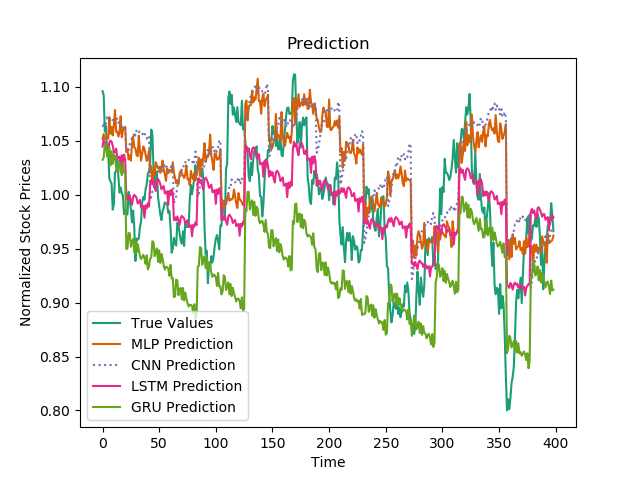 Prediction
Normalized Stock Prices
1.10
1.05
1.00
0.95
0.90
0.85
0.80
True Values
MLP Prediction
CNN Prediction
LSTM Prediction
GRU Prediction
0 50 100 150 200 250 300 350 400
Time